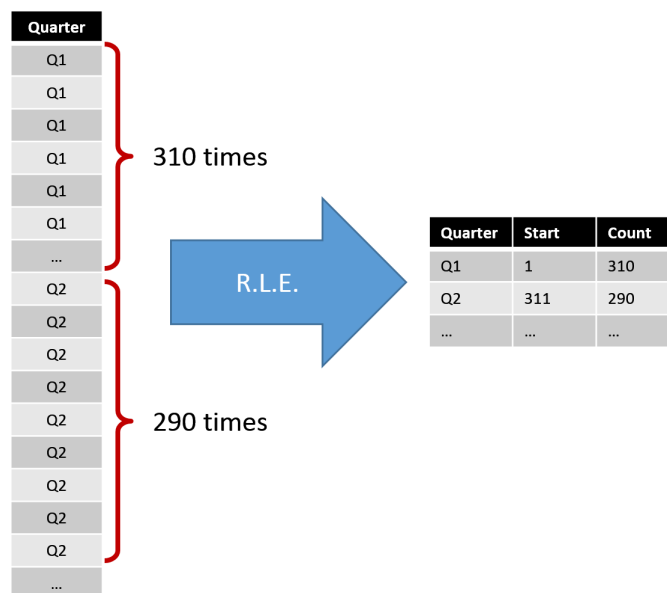 Quarter
Q1
Q1
Q1
Q1
Q1
Q1
...
Q2
Q2
Q2
Q2
Q2
Q2
Q2
Q2
Q2
...
310 times
290 times
R.L.E.
Quarter Start Count
Q1 1 310
Q2 311 290
... ... ...